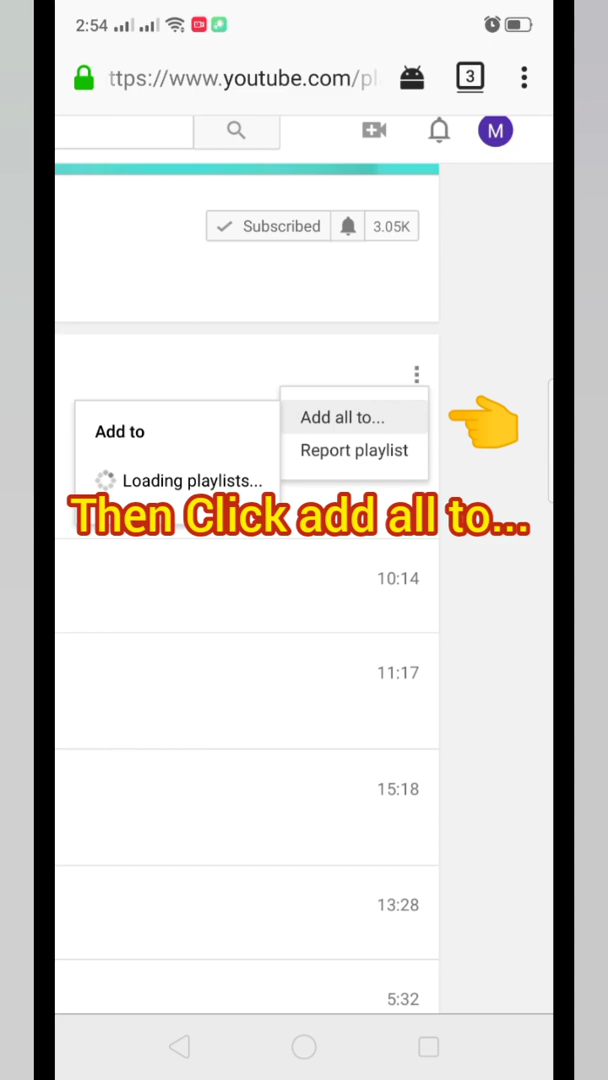 2:54
ttps://www.youtube.com/pl
3
M
Subscribed
3.05K
Add all to...
Add to
Report playlist
Loading playlists...
Then Click add all to...
10:14
11:17
15:18
13:28
5:32